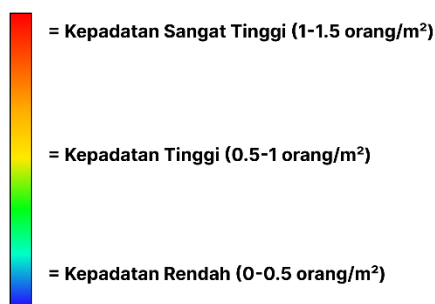 = Kepadatan Sangat Tinggi (1-1.5 orang/m²)
= Kepadatan Tinggi (0.5-1 orang/m²)
= Kepadatan Rendah (0-0.5 orang/m²)